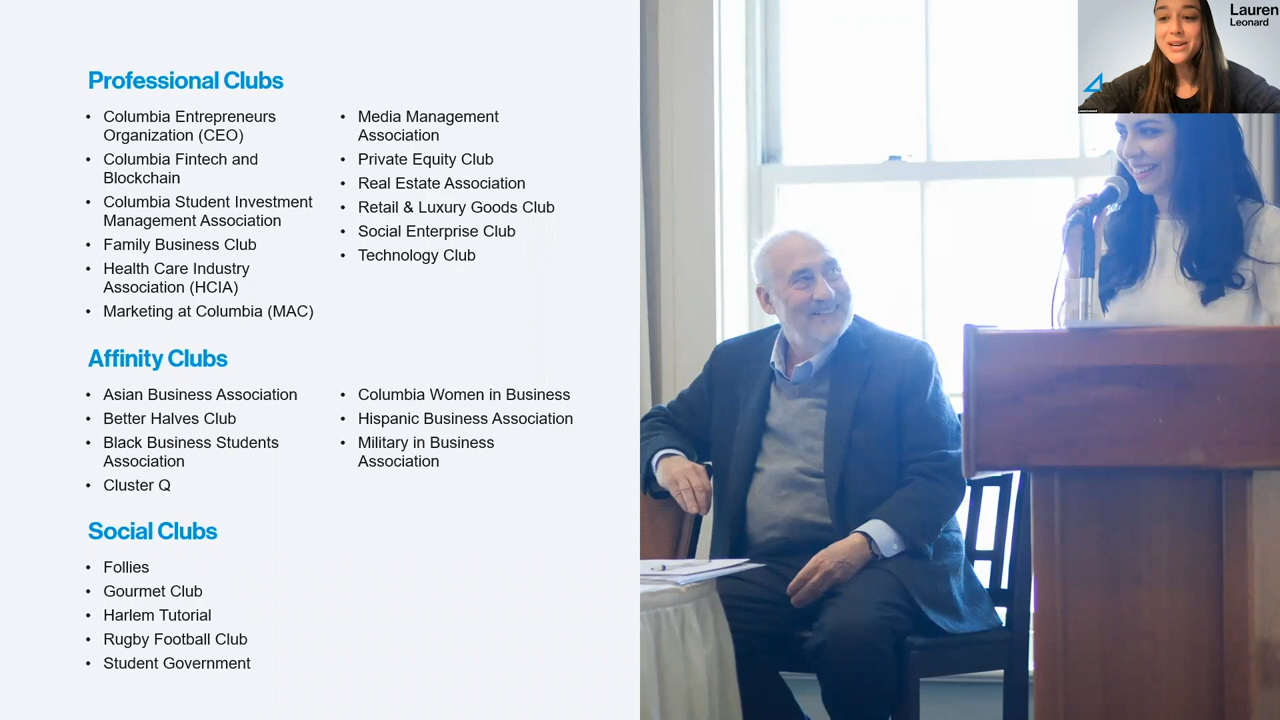 Professional Clubs
Columbia Entrepreneurs
Organization (CEO)
Columbia Fintech and
Blockchain
Columbia Student Investment
Management Association
Family Business Club
Health Care Industry
Association (HCIA)
Marketing at Columbia (MAC)
Media Management
Association
Private Equity Club
Real Estate Association
Retail & Luxury Goods Club
Social Enterprise Club
Technology Club
Affinity Clubs
Asian Business Association
Better Halves Club
Black Business Students
Association
Cluster Q
Columbia Women in Business
Hispanic Business Association
Military in Business
Association
Social Clubs
Follies
Gourmet Club
Harlem Tutorial
Rugby Football Club
Student Government
Lauren
Leonard